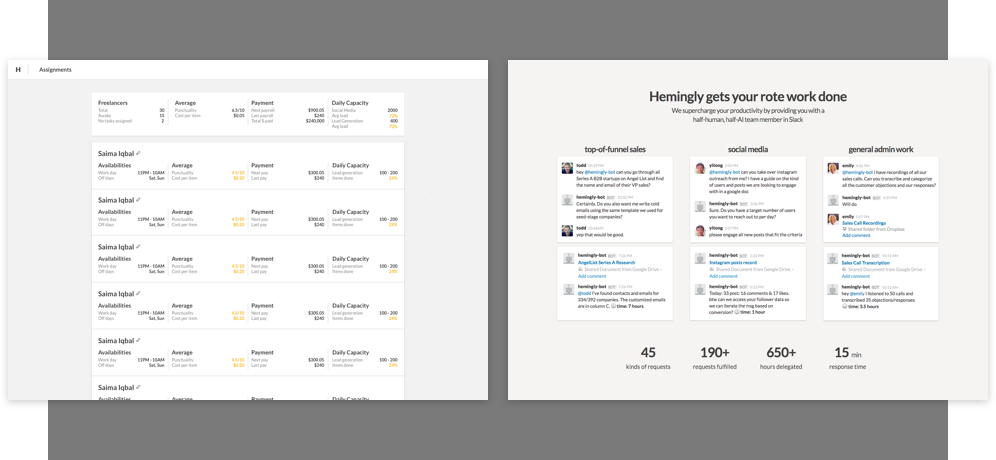 H Assignments
Freelancers Average Payment Daily Capacity
Total 30 Punctuality 6.5/10 Next payroll $900.05 Social Media 2000
Awake 15 Cost per item $0.05 Last payroll $240 Avg lead 72%
No tasks assigned 2 Total $ paid $240,000 Lead Generation 400
Avg lead 72%
Saima Iqbal
Availabilities Average Payment Daily Capacity
Work day 11PM - 10AM Punctuality 4.5/10 Next pay $300.05 Lead generation 100 - 200
Off days Sat, Sun Cost per item $0.20 Last pay $240 Items done 24%
Saima Iqbal
Availabilities Average Payment Daily Capacity
Work day 11PM - 10AM Punctuality 4.5/10 Next pay $300.05 Lead generation 100 - 200
Off days Sat, Sun Cost per item $0.20 Last pay $240 Items done 24%
Saima Iqbal
Availabilities Average Payment Daily Capacity
Work day 11PM - 10AM Punctuality 4.5/10 Next pay $300.05 Lead generation 100 - 200
Off days Sat, Sun Cost per item $0.20 Last pay $240 Items done 24%
Saima Iqbal
Availabilities Average Payment Daily Capacity
Work day 11PM - 10AM Punctuality 4.5/10 Next pay $300.05 Lead generation 100 - 200
Off days Sat, Sun Cost per item $0.20 Last pay $240 Items done 24%
Saima Iqbal
Availabilities Average Payment Daily Capacity
Work day 11PM - 10AM Punctuality 4.5/10 Next pay $300.05 Lead generation 100 - 200
Off days Sat, Sun Cost per item $0.20 Last pay $240 Items done 24%
Saima Iqbal
Hemingly gets your rote work done
We supercharge your productivity by providing you with a
half-human, half-AI team member in Slack
top-of-funnel sales
todd
hey @hemingly-bot can you go through all
Series A B2B startups on Angel List and find
the name and email of their VP sales?
hemingly-bot BOT
Certainly. Do you also want me write cold
emails using the same template we used for
seed-stage companies?
todd
yep that would be good.
hemingly-bot BOT
AngelList Series A Research
Shared Document from Google Drive -
Add comment
hemingly-bot BOT
@todd I've found contacts and emails for
334/392 companies. The customized emails
are in column C. time: 7 hours
social media
yitong
@hemingly-bot can you take over instagram
outreach from me? I have a guide on the kind
of users and posts we are looking to engage
with in a google doc
hemingly-bot BOT
Sure. Do you have a target number of users
you want to reach out to per day?
yitong
please engage all new posts that fit the criteria
hemingly-bot BOT
Instagram posts record
Shared Document from Google Drive -
Add comment
hemingly-bot BOT
Today: 33 post: 16 comments & 17 likes.
btw can we access your follower data so
we can iterate the msg based on
conversion? time: 1 hour
general admin work
emily
@hemingly-bot I have recordings of all our
sales calls. Can you transcribe and categorize
all the customer objections and our responses?
hemingly-bot BOT
Will do
emily
Sales Call Recordings
Shared folder from Dropbox
Add comment
hemingly-bot BOT
Sales Call Transcription
Shared Document from Google Drive -
Add comment
hemingly-bot BOT
hey @emily I listened to 50 calls and
transcribed 35 objections/responses.
time: 3.5 hours
45 190+ 650+ 15 min
kinds of requests requests fulfilled hours delegated response time